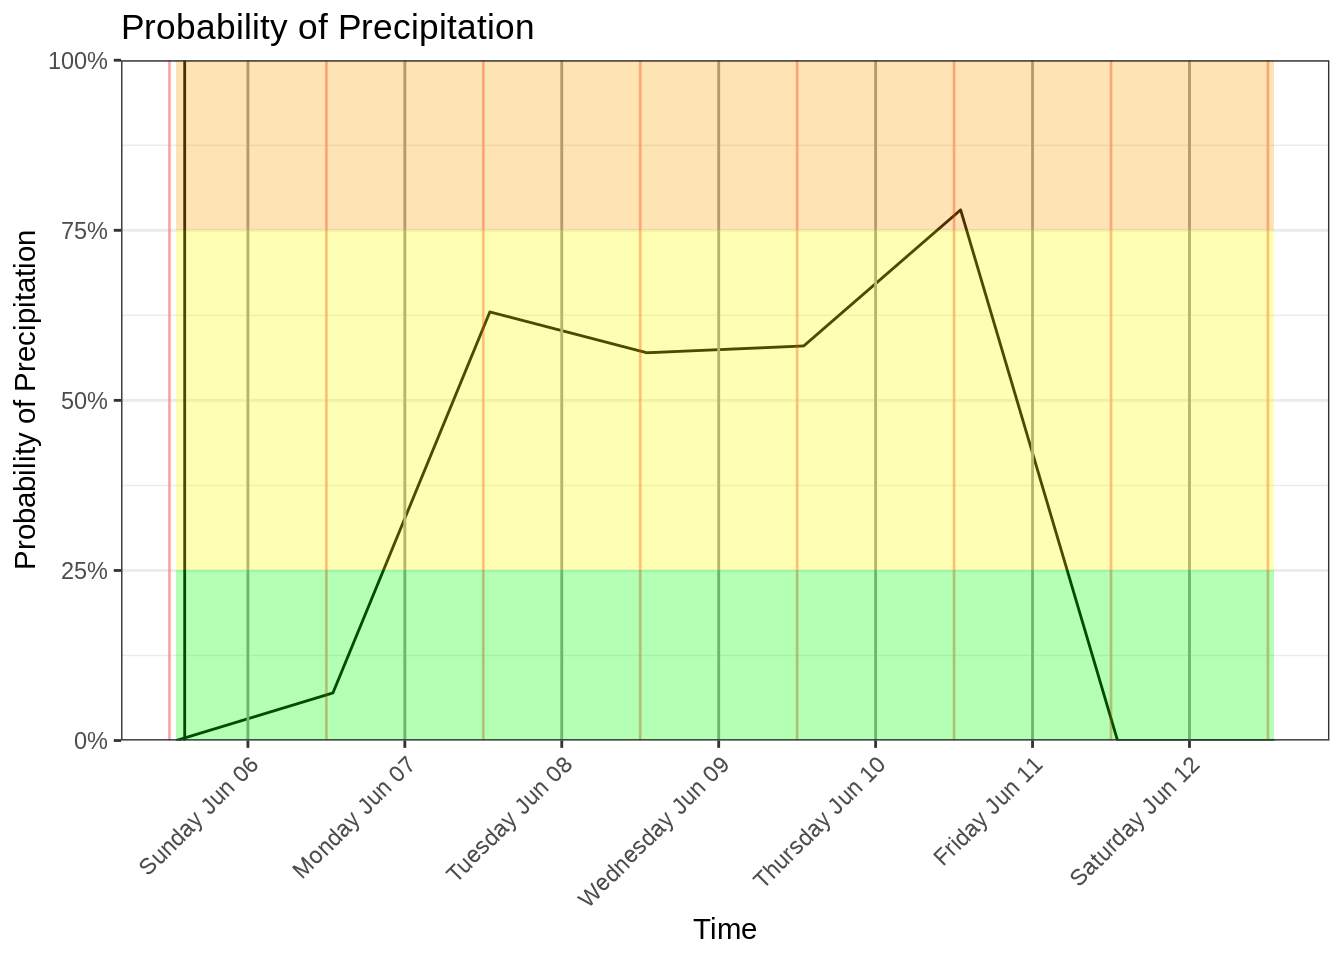 Probability of Precipitation
Probability of Precipitation
100%
75%
50%
25%
0%
Sunday Jun 06
Monday Jun 07
Tuesday Jun 08
Wednesday Jun 09
Thursday Jun 10
Friday Jun 11
Saturday Jun 12
Time